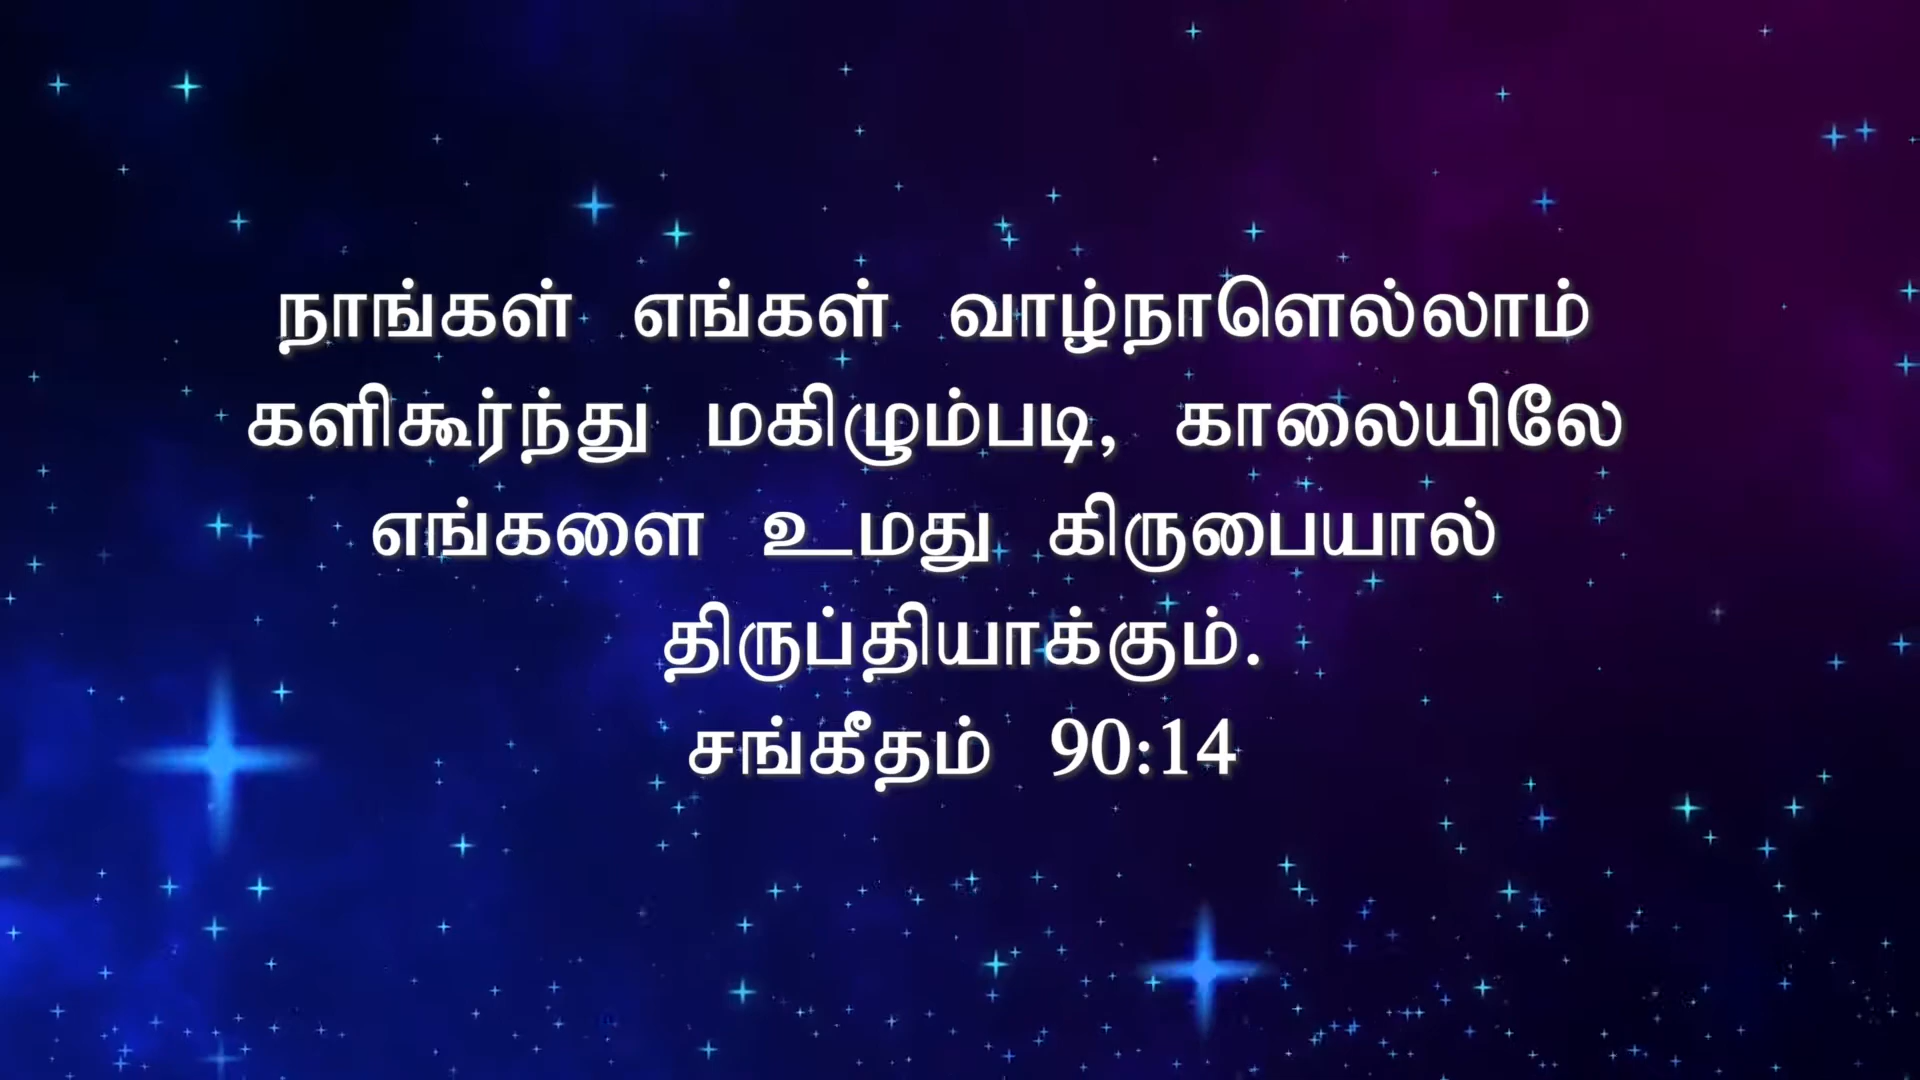 நாங்கள் எங்கள் வாழ்நாளெல்லாம்
களிகூர்ந்து மகிழும்படி, காலையிலே
எங்களை உமது கிருபையால்
திருப்தியாக்கும்.
சங்கீதம் 90:14